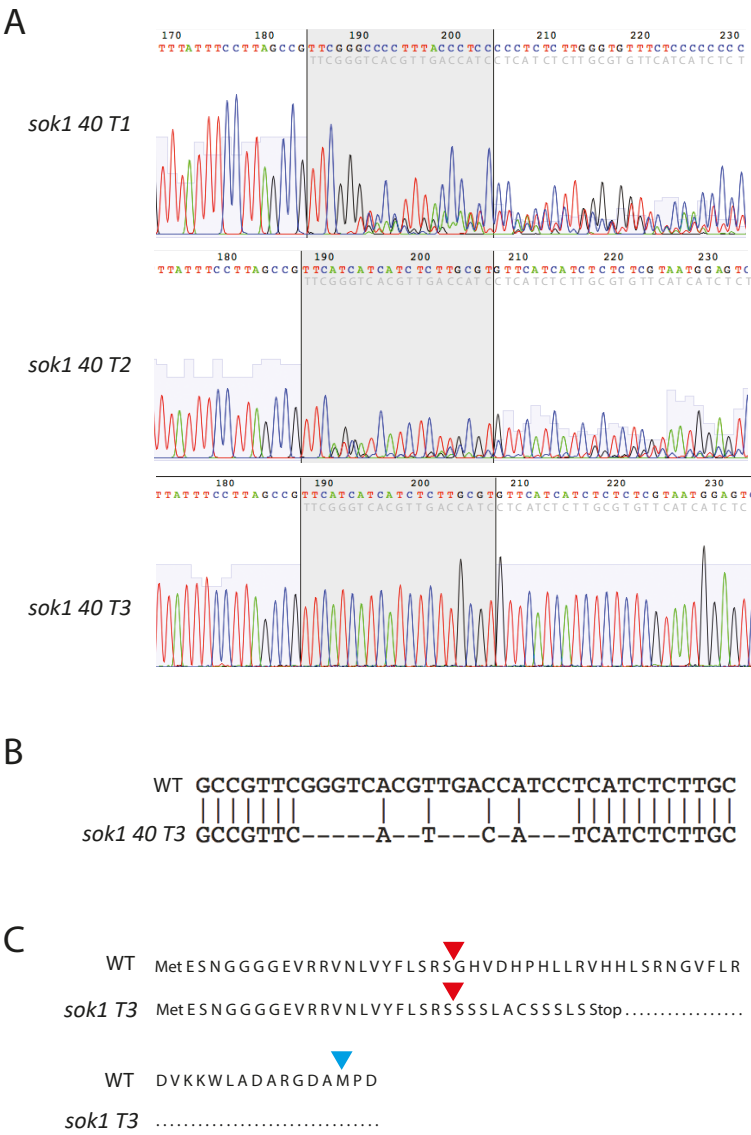 A
170 180 190 200 210 220 230
TTTATTTCCTTAGCCGTTCGGGCCCCTTTACCCTCCCCCTCTCTTGGGTGTTTCTCCCCCCCC
TTCGGGTCACGTTGACCATCCTCATCTCTTGCGTGTTCATCATCTCT
sok1 40 T1
180 190 200 210 220 230
TTATTTCCTTAGCCGTTCATCATCATCTCTTGCGTGTTCATCATCTCTCTCGTAATGGAGTC
TTCGGGTCACGTTGACCATCCTCATCTCTTGCGTGTTCATCATCTCT
sok1 40 T2
180 190 200 210 220 230
TTATTTCCTTAGCCGTTCATCATCATCTCTTGCGTGTTCATCATCTCTCTCGTAATGGAGTC
TTCGGGTCACGTTGACCATCCTCATCTCTTGCGTGTTCATCATCTC
sok1 40 T3
B
WT GCCGTTCGGGTCACGTTGACCATCCTCATCTCTTGC
sok1 40 T3 GCCGTTC-----A--T---C-A---TCATCTCTTGC
C
WT Met E S N G G G G E V R R V N L V Y F L S R S G H V D H P H L L R V H H L S R N G V F L R
sok1 T3 Met E S N G G G G E V R R V N L V Y F L S R S S S S L A C S S S L S Stop .................
WT D V K K W L A D A R G D A M P D
sok1 T3 ...............................